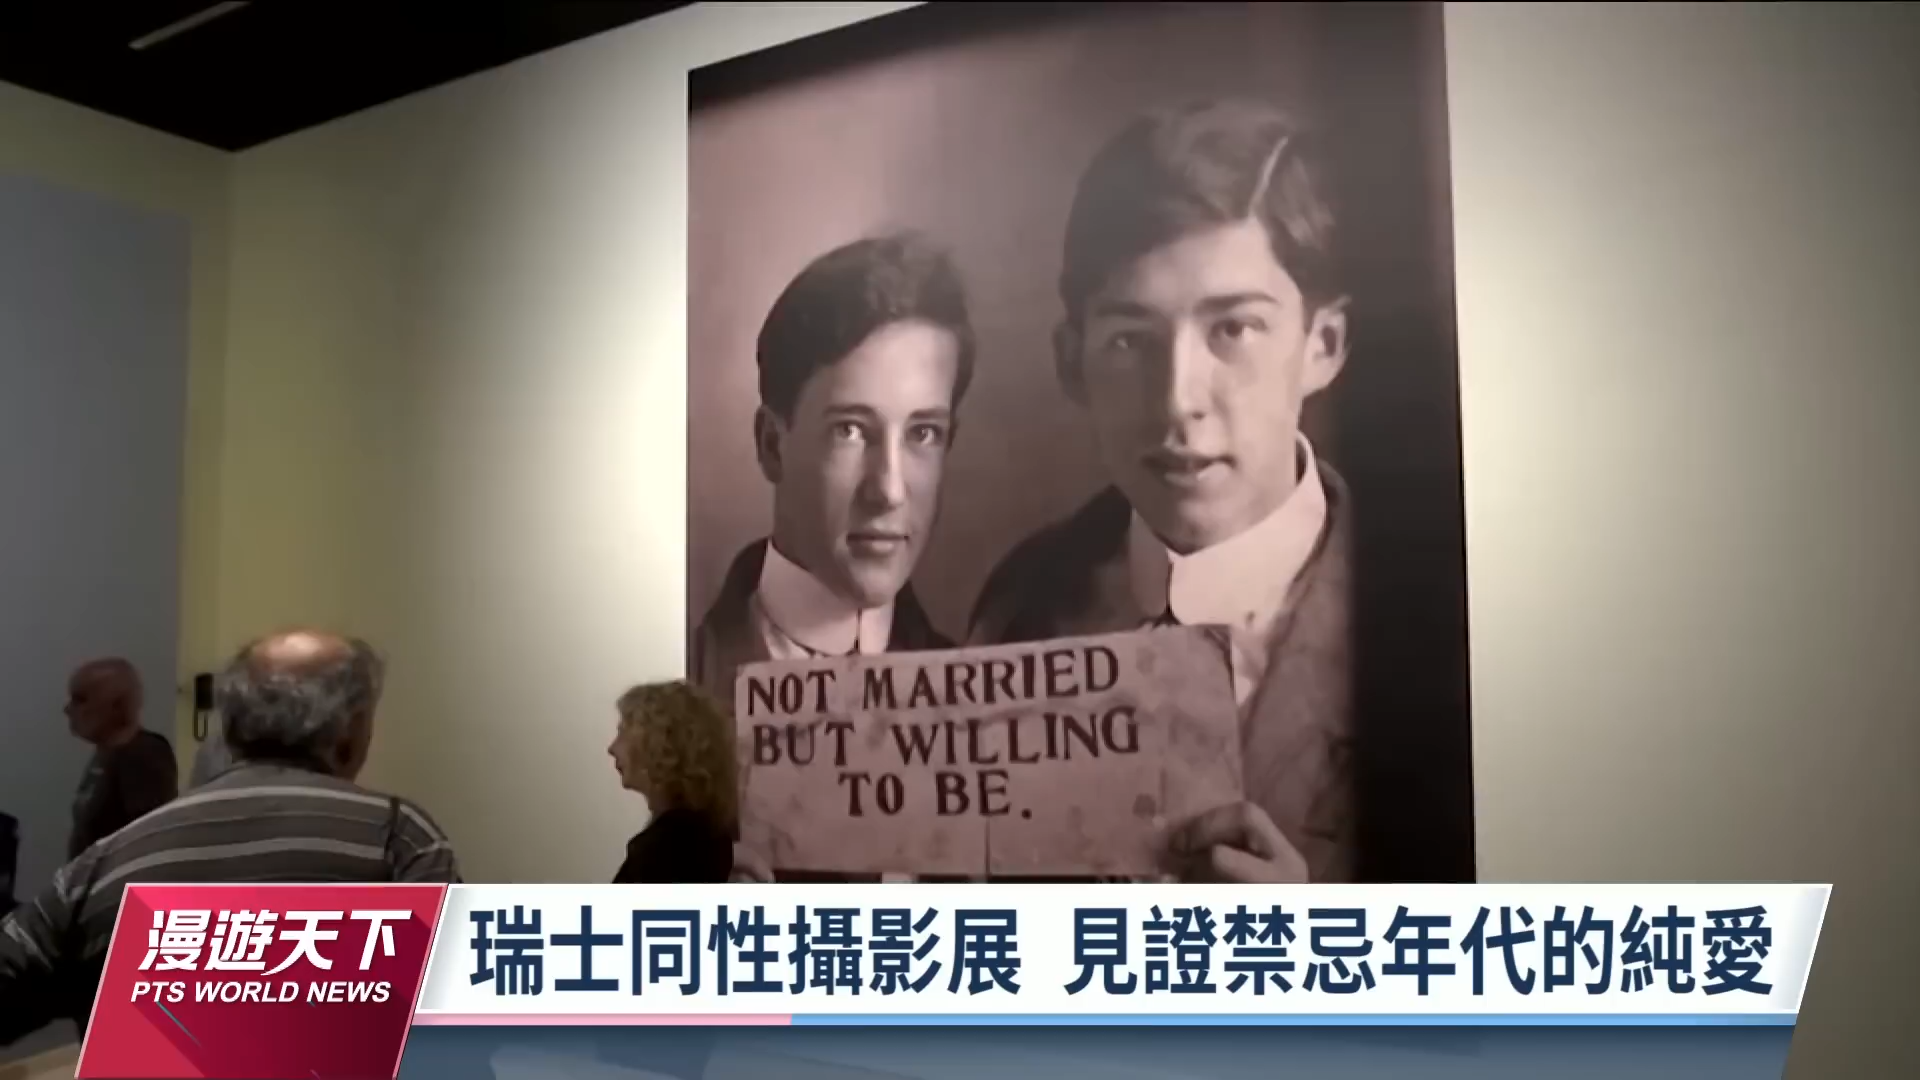 NOT MARRIED
BUT WILLING
TO BE.
漫遊天下
PTS WORLD NEWS
瑞士同性攝影展 見證禁忌年代的純愛